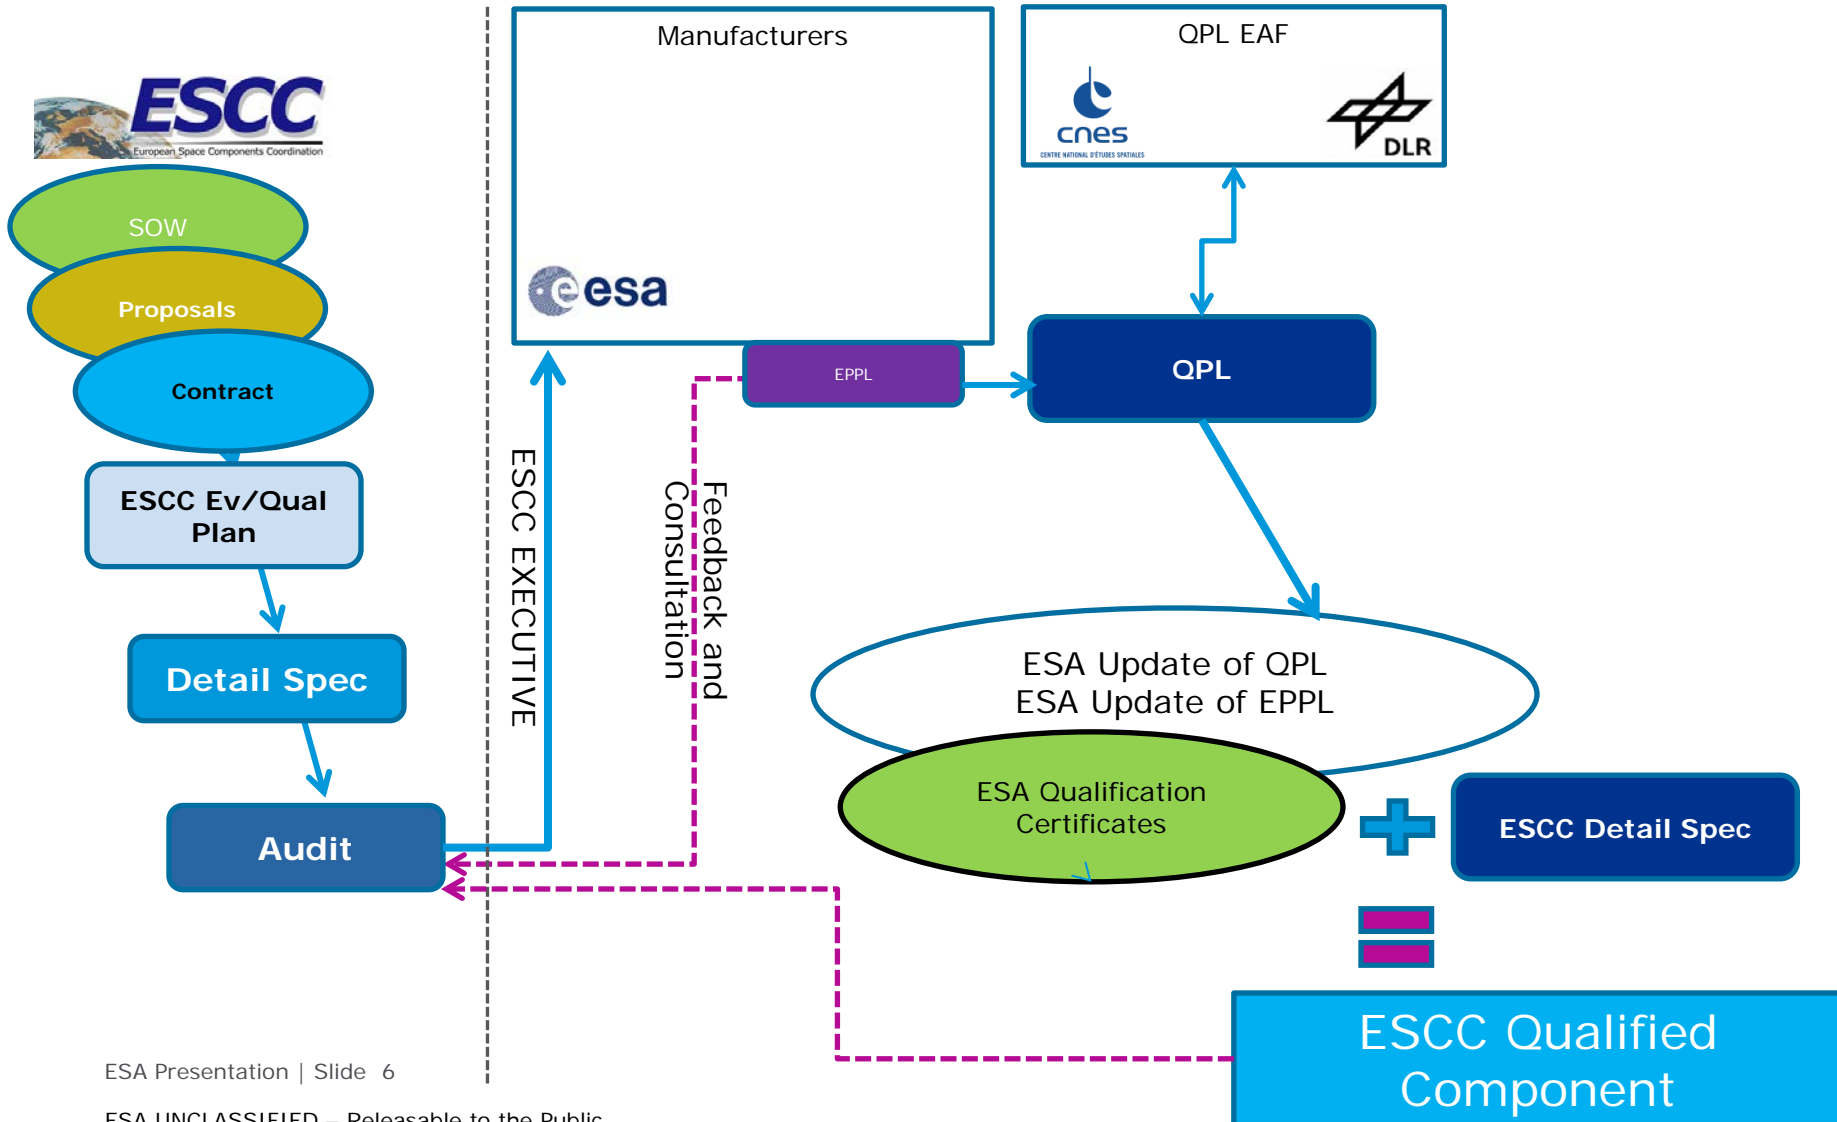 ESCC
European Space Components Coordination
SOW
Proposals
Contract
ESCC Ev/Qual
Plan
Detail Spec
Audit
ESCC EXECUTIVE
Manufacturers
esa
EPPL
Feedback and
Consultation
QPL EAF
cnes
CENTRE NATIONAL D'ÉTUDES SPATIALES
DLR
QPL
ESA Update of QPL
ESA Update of EPPL
ESA Qualification
Certificates
ESCC Detail Spec
ESCC Qualified
Component
ESA Presentation | Slide 6
ESA UNCLASSIFIED – Releasable to the Public